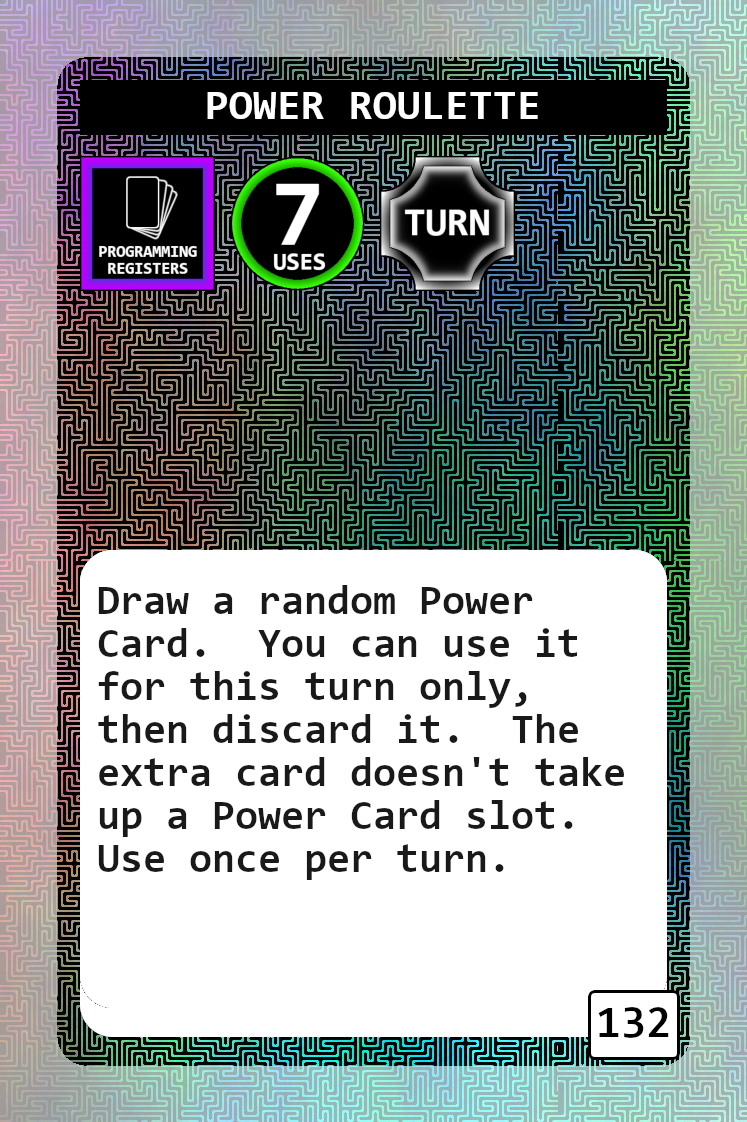 POWER ROULETTE
PROGRAMMING
REGISTERS
7
USES
TURN
Draw a random Power
Card.  You can use it
for this turn only,
then discard it.  The
extra card doesn't take
up a Power Card slot.
Use once per turn.
132